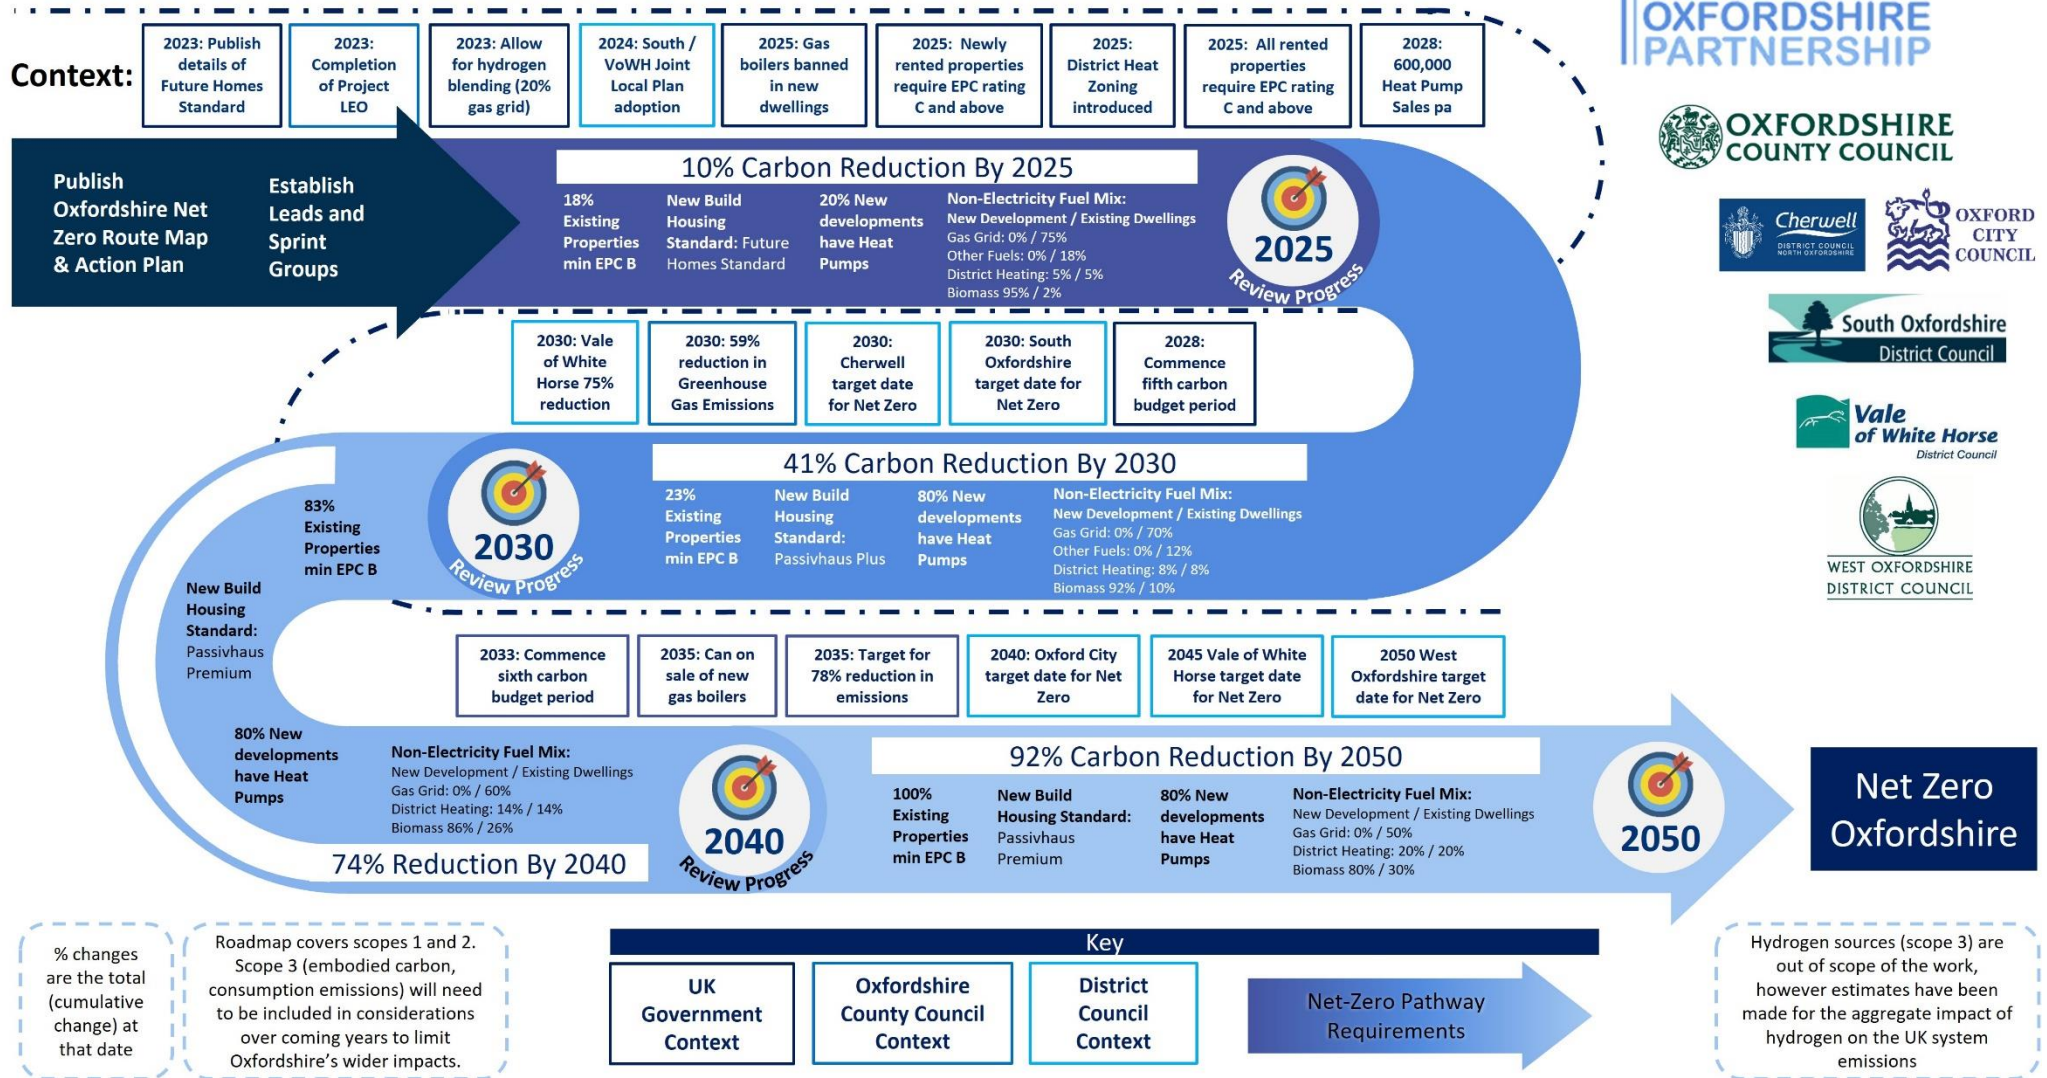 OXFORDSHIRE
PARTNERSHIP
Context:
2023: Publish
details of
Future Homes
Standard
2023:
Completion
of Project
LEO
2023: Allow
for hydrogen
blending (20%
gas grid)
2024: South /
VoWH Joint
Local Plan
adoption
2025: Gas
boilers banned
in new
dwellings
2025: Newly
rented properties
require EPC rating
C and above
2025:
District Heat
Zoning
introduced
2025: All rented
properties
require EPC rating
C and above
2028:
600,000
Heat Pump
Sales pa
Publish
Oxfordshire Net
Zero Route Map
& Action Plan
Establish
Leads and
Sprint
Groups
10% Carbon Reduction By 2025
18%
Existing
Properties
min EPC B
New Build
Housing
Standard: Future
Homes Standard
20% New
developments
have Heat
Pumps
Non-Electricity Fuel Mix:
New Development / Existing Dwellings
Gas Grid: 0% / 75%
Other Fuels: 0% / 18%
District Heating: 5% / 5%
Biomass 95% / 2%
2025
Review Progress
2030: Vale
of White
Horse 75%
reduction
2030: 59%
reduction in
Greenhouse
Gas Emissions
2030:
Cherwell
target date
for Net Zero
2030: South
Oxfordshire
target date for
Net Zero
2028:
Commence
fifth carbon
budget period
41% Carbon Reduction By 2030
23%
Existing
Properties
min EPC B
New Build
Housing
Standard:
Passivhaus Plus
80% New
developments
have Heat
Pumps
Non-Electricity Fuel Mix:
New Development / Existing Dwellings
Gas Grid: 0% / 70%
Other Fuels: 0% / 12%
District Heating: 8% / 8%
Biomass 92% / 10%
2030
Review Progress
83%
Existing
Properties
min EPC B
New Build
Housing
Standard:
Passivhaus
Premium
80% New
developments
have Heat
Pumps
Non-Electricity Fuel Mix:
New Development / Existing Dwellings
Gas Grid: 0% / 60%
District Heating: 14% / 14%
Biomass 86% / 26%
74% Reduction By 2040
2040
Review Progress
2033: Commence
sixth carbon
budget period
2035: Can on
sale of new
gas boilers
2035: Target for
78% reduction in
emissions
2040: Oxford City
target date for Net
Zero
2045 Vale of White
Horse target date
for Net Zero
2050 West
Oxfordshire target
date for Net Zero
92% Carbon Reduction By 2050
100%
Existing
Properties
min EPC B
New Build
Housing Standard:
Passivhaus
Premium
80% New
developments
have Heat
Pumps
Non-Electricity Fuel Mix:
New Development / Existing Dwellings
Gas Grid: 0% / 50%
District Heating: 20% / 20%
Biomass 80% / 30%
2050
Net Zero
Oxfordshire
OXFORDSHIRE
COUNTY COUNCIL
Cherwell
DISTRICT COUNCIL
NORTH OXFORDSHIRE
OXFORD
CITY
COUNCIL
South Oxfordshire
District Council
Vale
of White Horse
District Council
WEST OXFORDSHIRE
DISTRICT COUNCIL
% changes
are the total
(cumulative
change) at
that date
Roadmap covers scopes 1 and 2.
Scope 3 (embodied carbon,
consumption emissions) will need
to be included in considerations
over coming years to limit
Oxfordshire's wider impacts.
Key
UK
Government
Context
Oxfordshire
County Council
Context
District
Council
Context
Net-Zero Pathway
Requirements
Hydrogen sources (scope 3) are
out of scope of the work,
however estimates have been
made for the aggregate impact of
hydrogen on the UK system
emissions